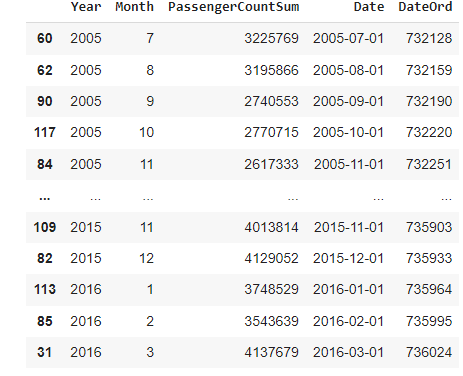 Year Month PassengerCountSum Date DateOrd
60 2005 7 3225769 2005-07-01 732128
62 2005 8 3195866 2005-08-01 732159
90 2005 9 2740553 2005-09-01 732190
117 2005 10 2770715 2005-10-01 732220
84 2005 11 2617333 2005-11-01 732251
... ... ... ... ... ...
109 2015 11 4013814 2015-11-01 735903
82 2015 12 4129052 2015-12-01 735933
113 2016 1 3748529 2016-01-01 735964
85 2016 2 3543639 2016-02-01 735995
31 2016 3 4137679 2016-03-01 736024